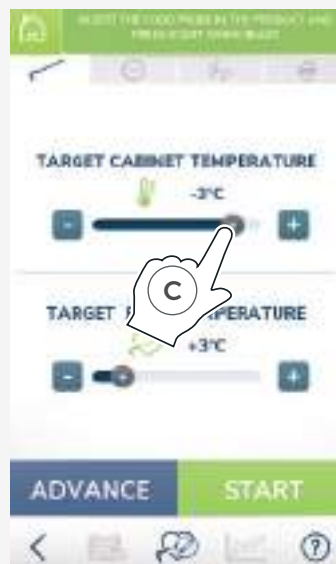 INSERT THE FOOD PROBE IN THE PRODUCT AND
PRESS START WHEN READY
TARGET CABINET TEMPERATURE
-3°C
- +
C
TARGET TEMPERATURE
+3°C
- +
ADVANCE START
< ?